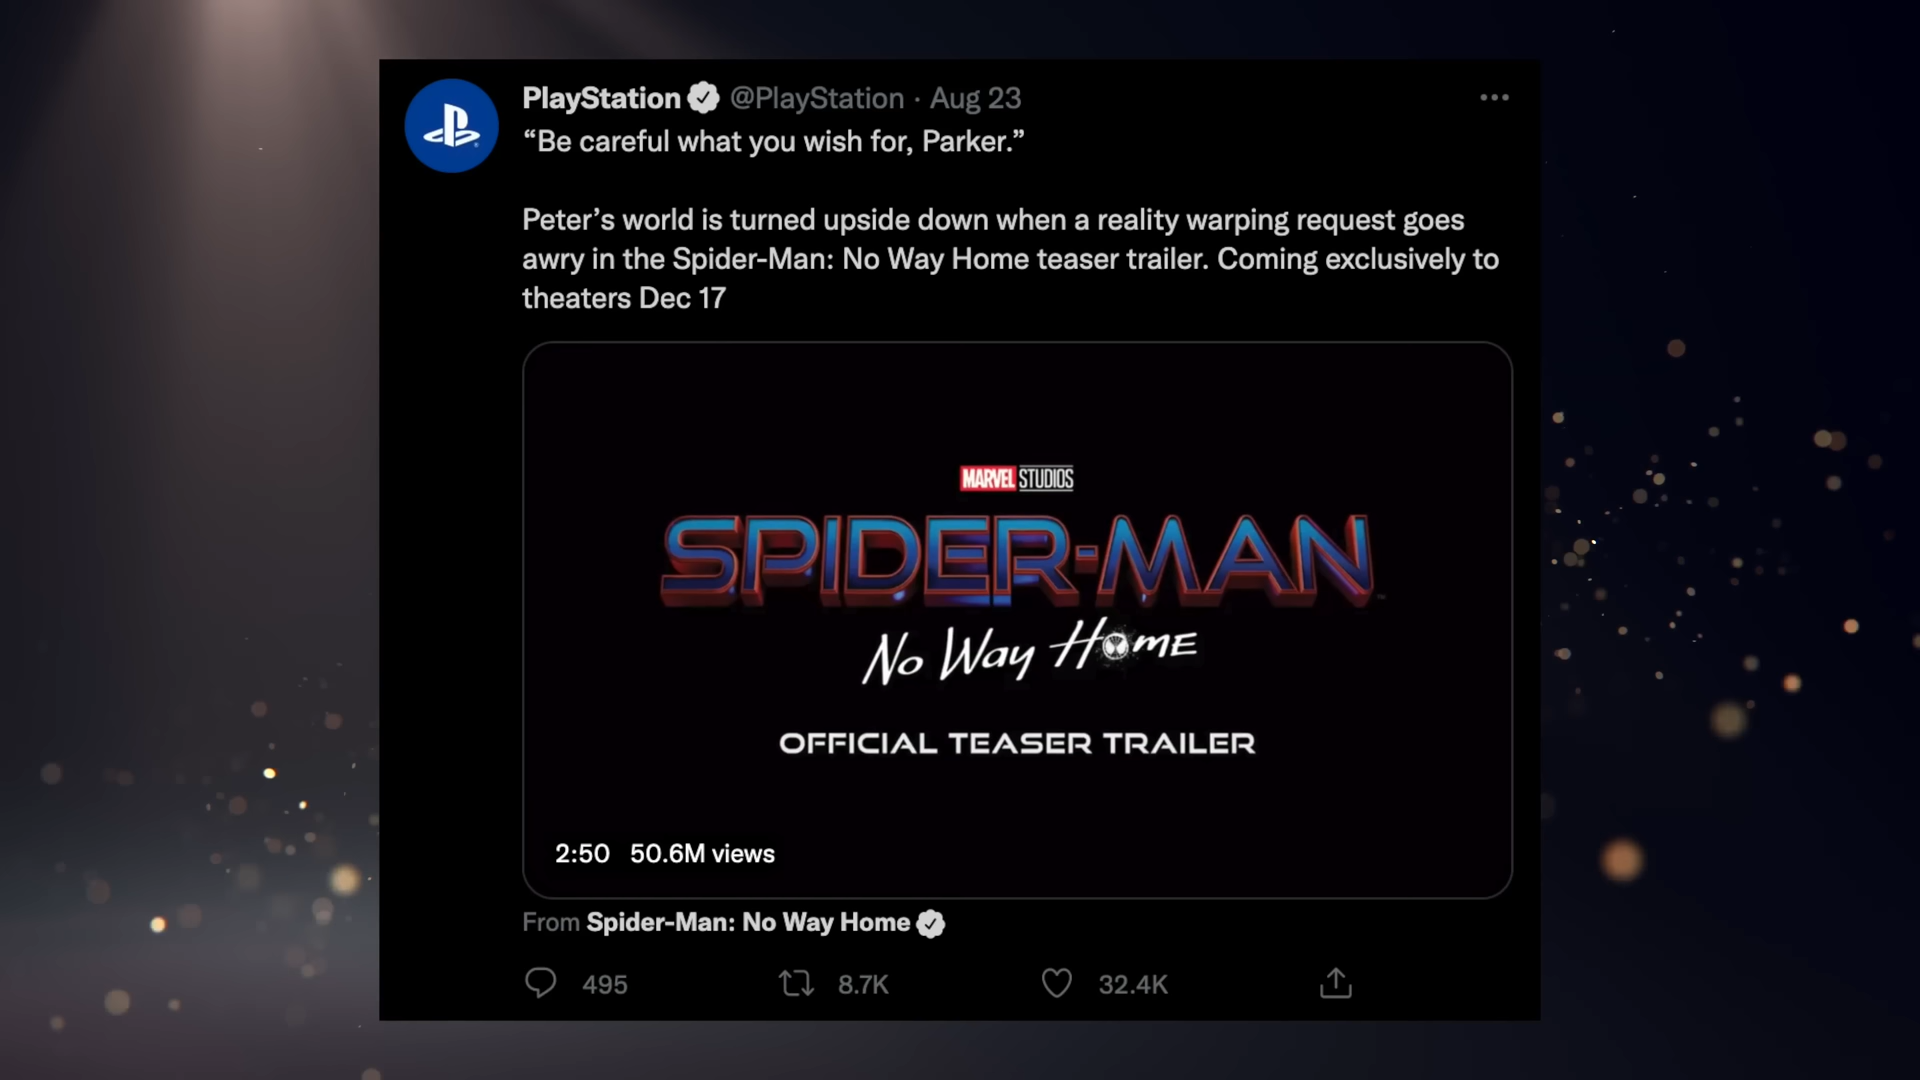 PlayStation @PlayStation · Aug 23
“Be careful what you wish for, Parker.”
Peter’s world is turned upside down when a reality warping request goes
awry in the Spider-Man: No Way Home teaser trailer. Coming exclusively to
theaters Dec 17
MARVEL STUDIOS
SPIDER-MAN
NO WAY HOME
OFFICIAL TEASER TRAILER
2:50 50.6M views
From Spider-Man: No Way Home
495 8.7K 32.4K